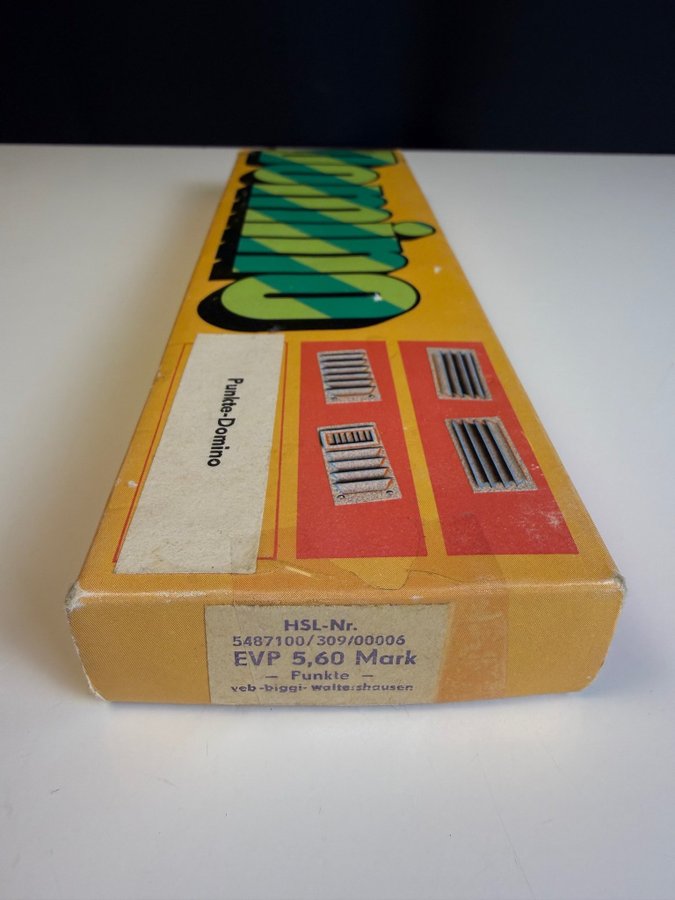 Domino
Punkte-Domino
HSL-Nr.
5487100/309/00006
EVP 5,60 Mark
— Punkte —
veb-biggi-waltershausen